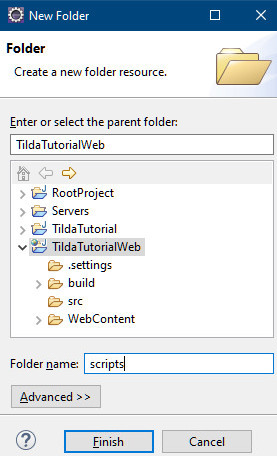 New Folder
Folder
Create a new folder resource.
Enter or select the parent folder:
TildaTutorialWeb
RootProject
Servers
TildaTutorial
TildaTutorialWeb
.settings
build
src
WebContent
Folder name: scripts
Advanced >>
? Finish Cancel